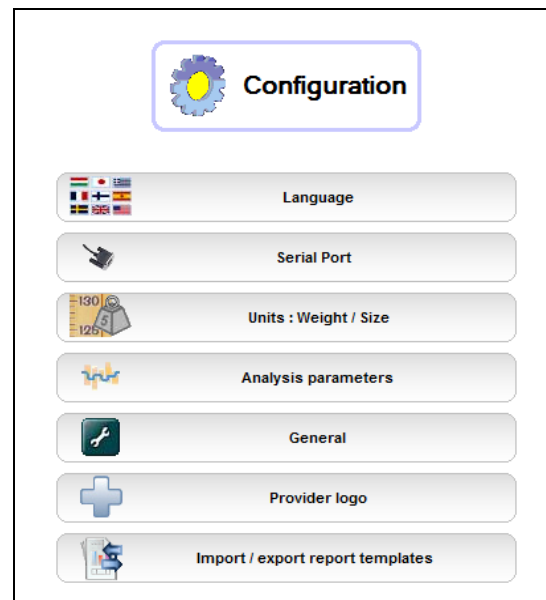 Configuration
Language
Serial Port
130
5
125
Units : Weight / Size
Analysis parameters
General
Provider logo
Import / export report templates